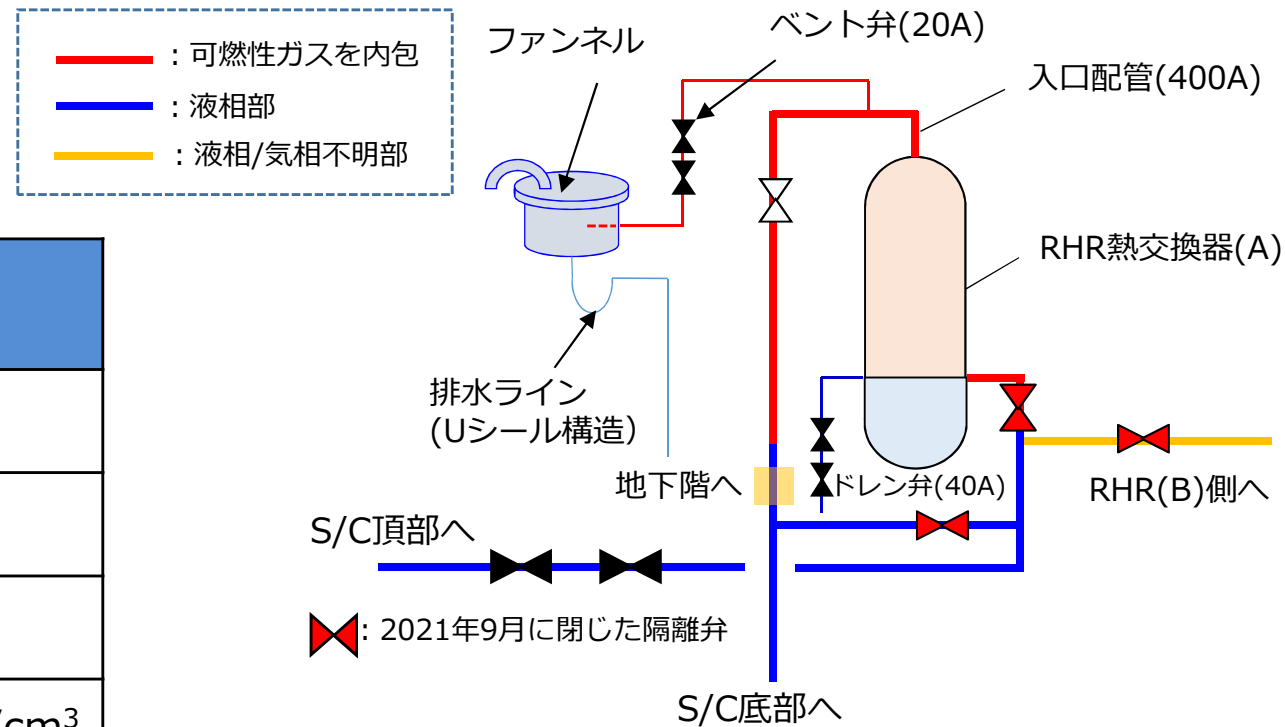 ：可燃性ガスを内包
：液相部
：液相/気相不明部
ファンネル
ベント弁(20A)
入口配管(400A)
RHR熱交換器(A)
排水ライン
(Uシール構造）
地下階へ
ドレン弁(40A)
RHR(B)側へ
S/C頂部へ
：2021年9月に閉じた隔離弁
S/C底部へ
/cm³